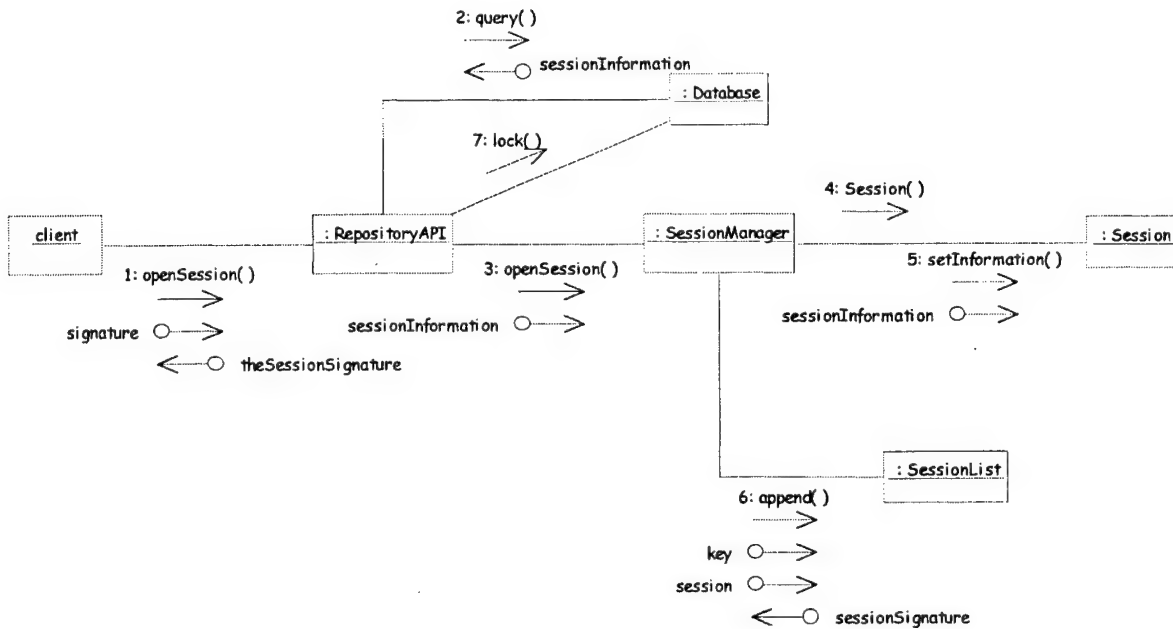 2: query( )
sessionInformation
: Database
7: lock( )
4: Session( )
client
: RepositoryAPI
: SessionManager
: Session
1: openSession( )
3: openSession( )
5: setInformation( )
signature
sessionInformation
sessionInformation
theSessionSignature
: SessionList
6: append( )
key
session
sessionSignature